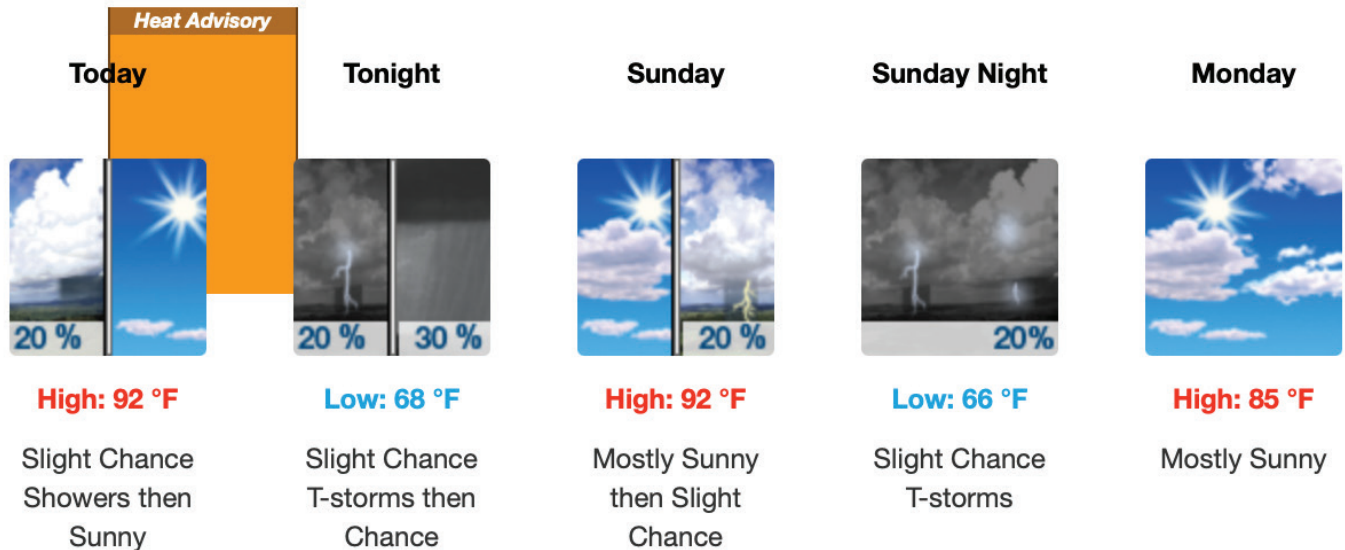 Heat Advisory
Today
Tonight
Sunday
Sunday Night
Monday
20 %
20 %
30 %
20 %
20%
High: 92 °F
Low: 68 °F
High: 92 °F
Low: 66 °F
High: 85 °F
Slight Chance
Showers then
Sunny
Slight Chance
T-storms then
Chance
Mostly Sunny
then Slight
Chance
Slight Chance
T-storms
Mostly Sunny